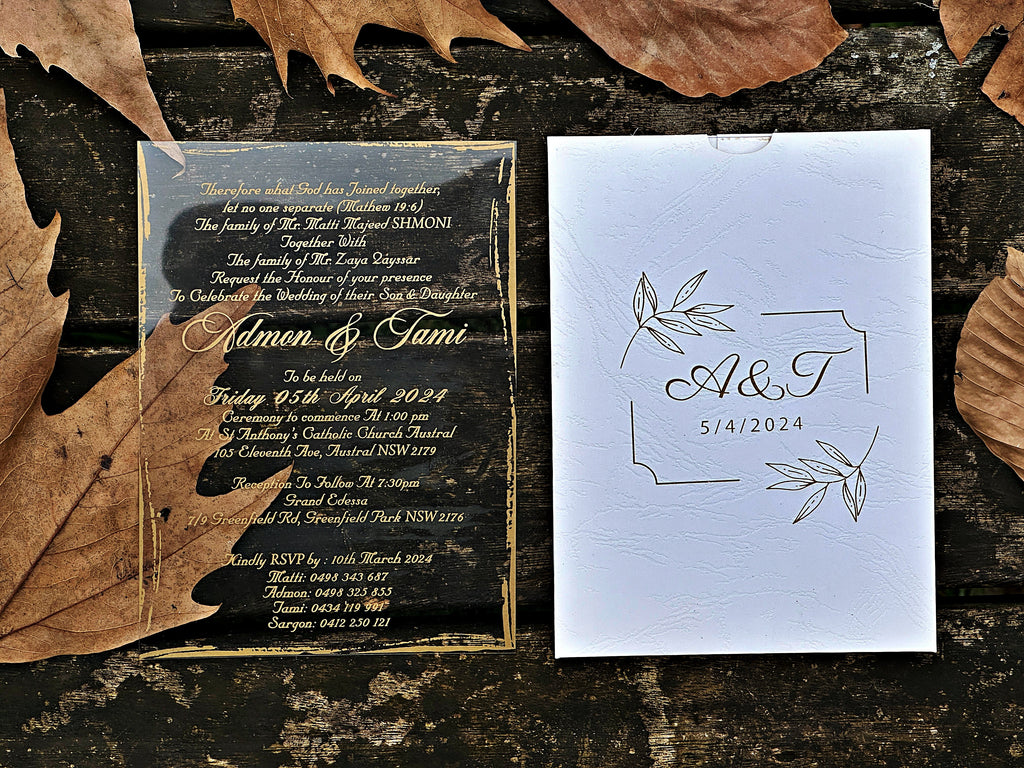 Therefore what God has Joined together,
let no one separate (Mathew 19:6)
The family of Mr. Matti Majeed SHMONI
Together With
The family of Mr. Zaya Qayssar
Request the Honour of your presence
To Celebrate the Wedding of their Son & Daughter
Admon & Tami
To be held on
Friday 05th April 2024
Ceremony to commence At 1:00 pm
At St Anthony's Catholic Church Austral
105 Eleventh Ave, Austral NSW 2179
Reception To Follow At 7:30pm
Grand Edessa
7/9 Greenfield Rd, Greenfield Park NSW 2176
Kindly RSVP by : 10th March 2024
Matti: 0498 343 687
Admon: 0498 325 855
Tami: 0434 119 991
Sargon: 0412 250 121
A&T
5/4/2024